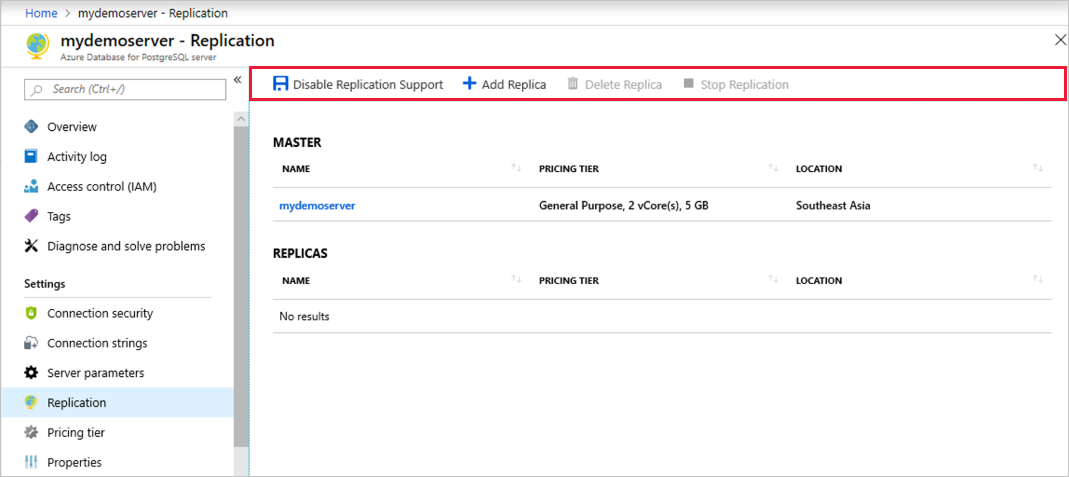 Home > mydemoserver - Replication
mydemoserver - Replication
Azure Database for PostgreSQL server
Search (Ctrl+/)
Overview
Activity log
Access control (IAM)
Tags
Diagnose and solve problems
Settings
Connection security
Connection strings
Server parameters
Replication
Pricing tier
Properties
Disable Replication Support Add Replica Delete Replica Stop Replication
MASTER
NAME PRICING TIER LOCATION
mydemoserver General Purpose, 2 vCore(s), 5 GB Southeast Asia
REPLICAS
NAME PRICING TIER LOCATION
No results